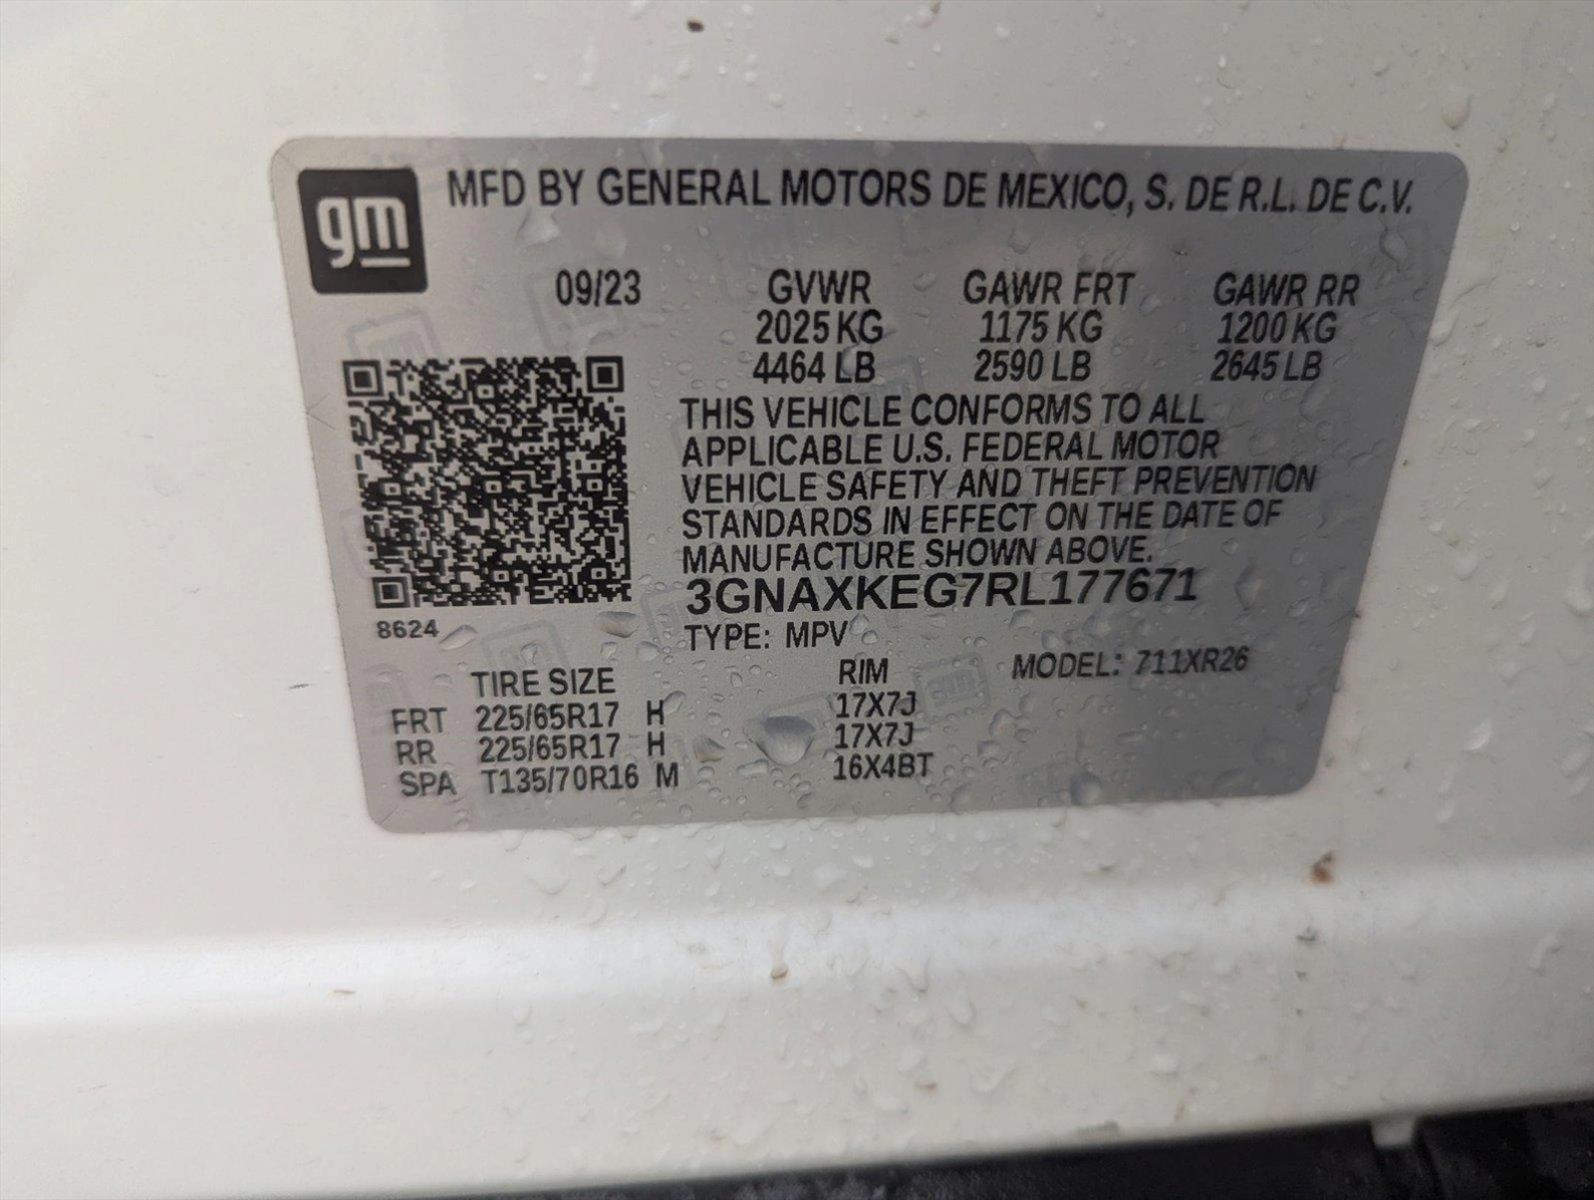 gm
MFD BY GENERAL MOTORS DE MEXICO, S. DE R.L. DE C.V.
09/23 GVWR GAWR FRT GAWR RR
2025 KG 1175 KG 1200 KG
4464 LB 2590 LB 2645 LB
THIS VEHICLE CONFORMS TO ALL
APPLICABLE U.S. FEDERAL MOTOR
VEHICLE SAFETY AND THEFT PREVENTION
STANDARDS IN EFFECT ON THE DATE OF
MANUFACTURE SHOWN ABOVE.
3GNAXKEG7RL177671
8624 TYPE: MPV
TIRE SIZE RIM MODEL: 711XR26
FRT 225/65R17 H 17X7J
RR 225/65R17 H 17X7J
SPA T135/70R16 M 16X4BT